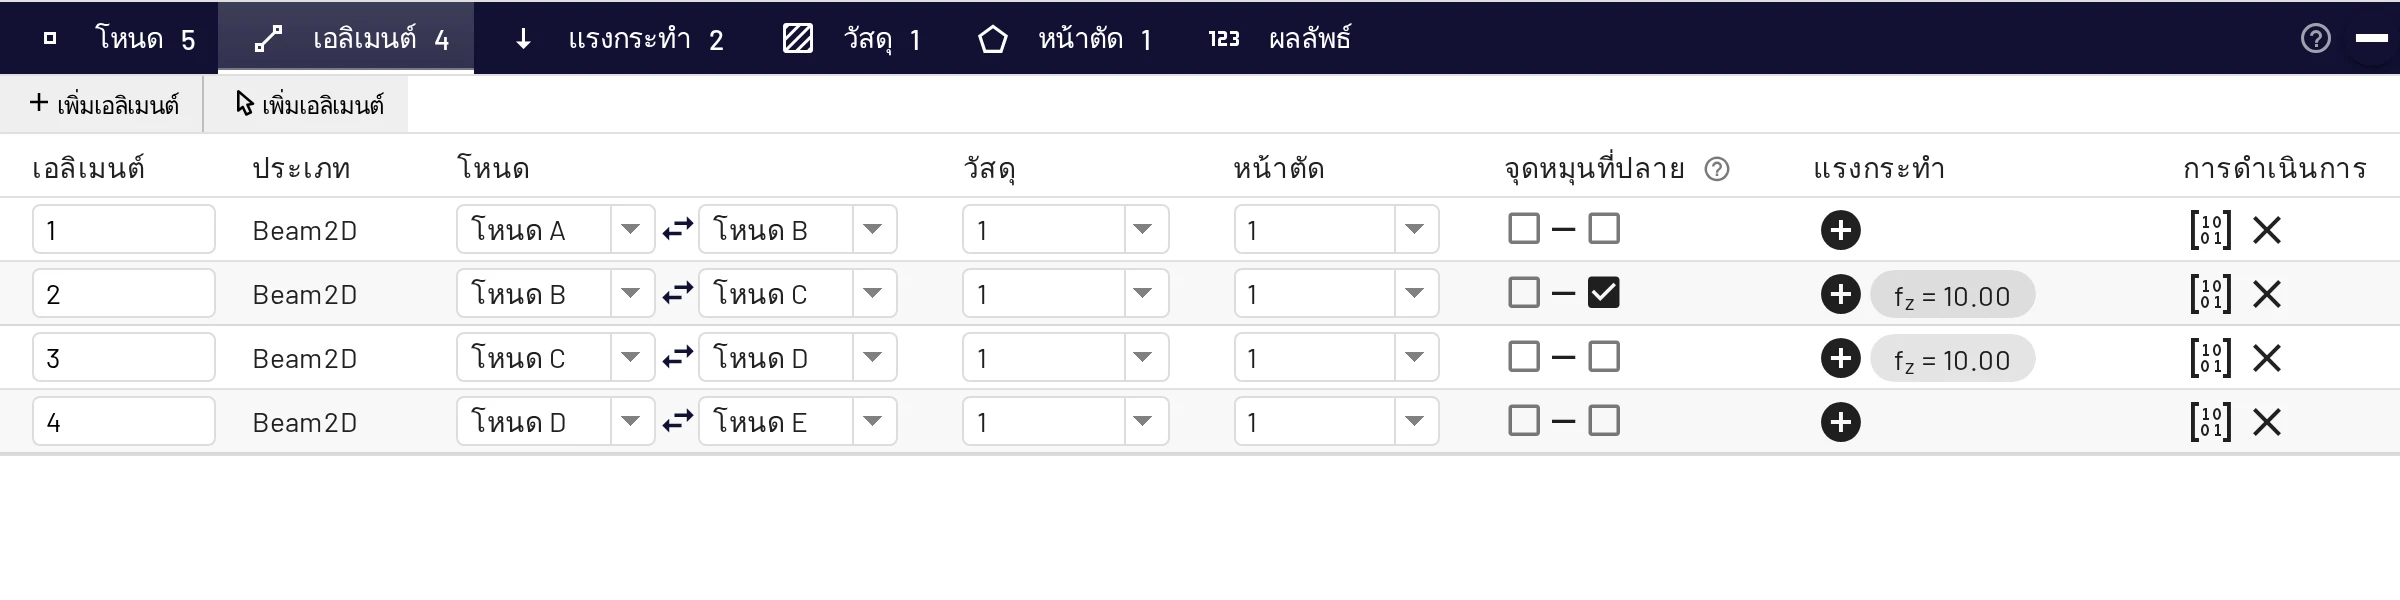 โหนด 5 เอลิเมนต์ 4 แรงกระทำ 2 วัสดุ 1 หน้าตัด 1 123 ผลลัพธ์
เพิ่มเอลิเมนต์ เพิ่มเอลิเมนต์
เอลิเมนต์ ประเภท โหนด วัสดุ หน้าตัด จุดหมุนที่ปลาย แรงกระทำ การดำเนินการ
1 Beam2D โหนด A โหนด B 1 1
2 Beam2D โหนด B โหนด C 1 1 fz = 10.00
3 Beam2D โหนด C โหนด D 1 1 fz = 10.00
4 Beam2D โหนด D โหนด E 1 1